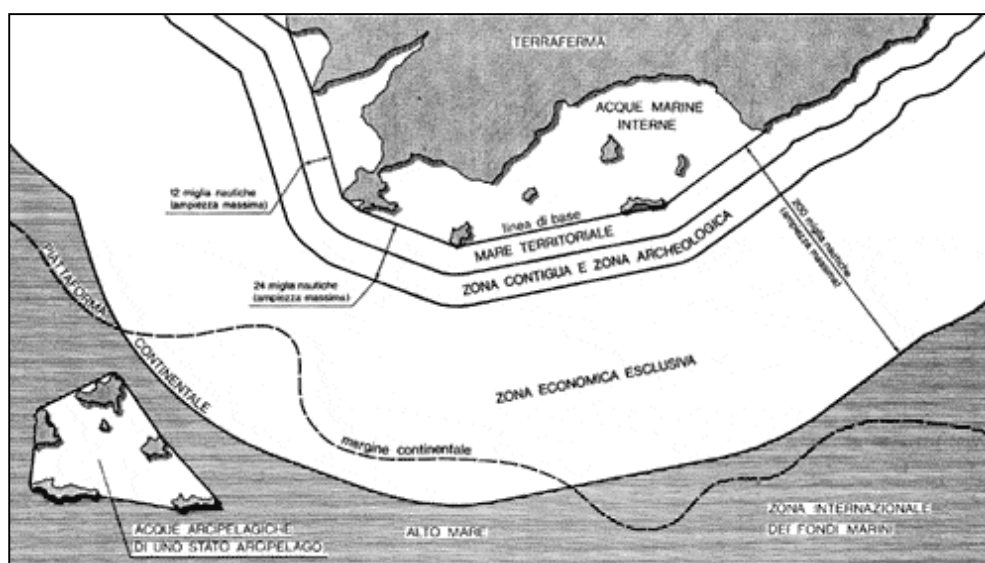 TERRAFERMA
ACQUE MARINE
INTERNE
12 miglia nautiche
(ampiezza massima)
linea di base
MARE TERRITORIALE
ZONA CONTIGUA E ZONA ARCHEOLOGICA
200 miglia nautiche
(ampiezza massima)
24 miglia nautiche
(ampiezza massima)
PIATTAFORMA
CONTINENTALE
ZONA ECONOMICA ESCLUSIVA
margine continentale
ACQUE ARCIPELAGICHE
DI UNO STATO ARCIPELAGO
ALTO MARE
ZONA INTERNAZIONALE
DEI FONDI MARINI